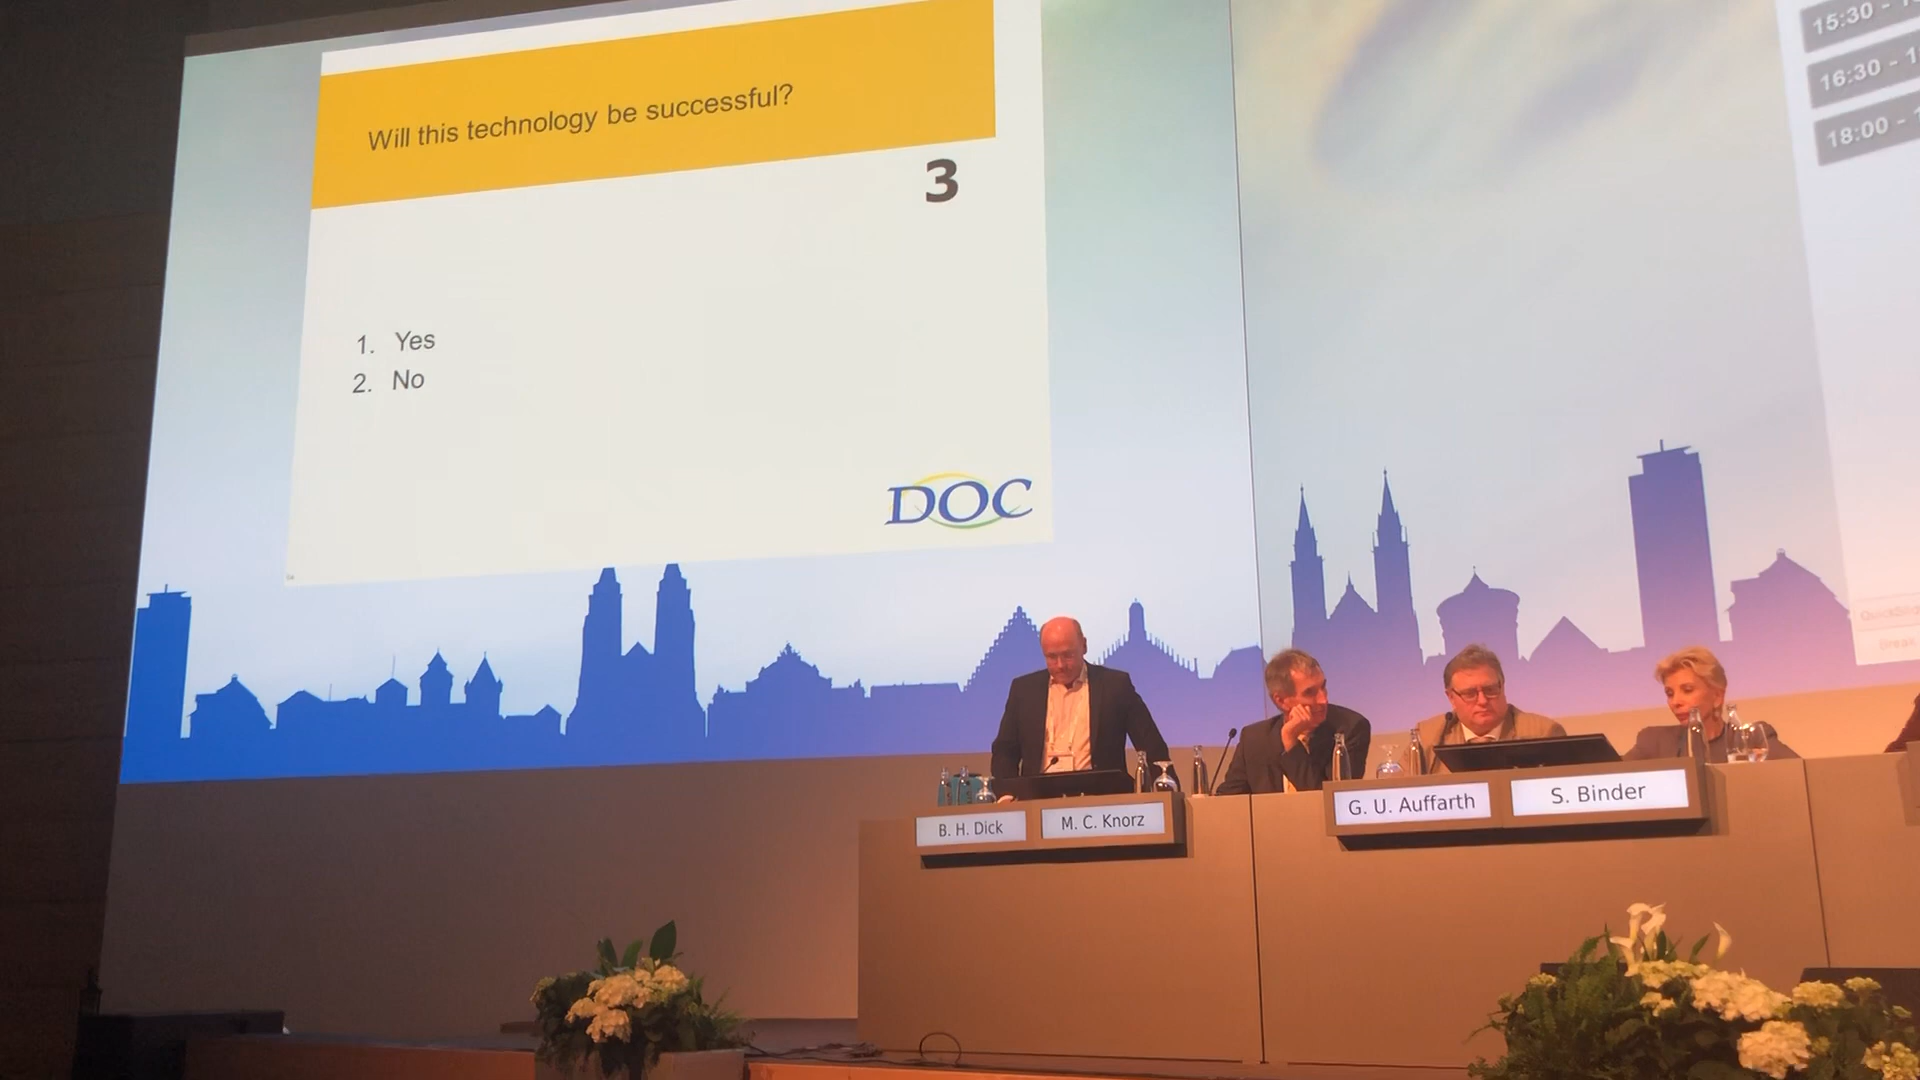 Will this technology be successful?
3
1. Yes
2. No
DOC
15:30 -
16:30 -
18:00 -
Break
B. H. Dick
M. C. Knorz
G. U. Auffarth
S. Binder